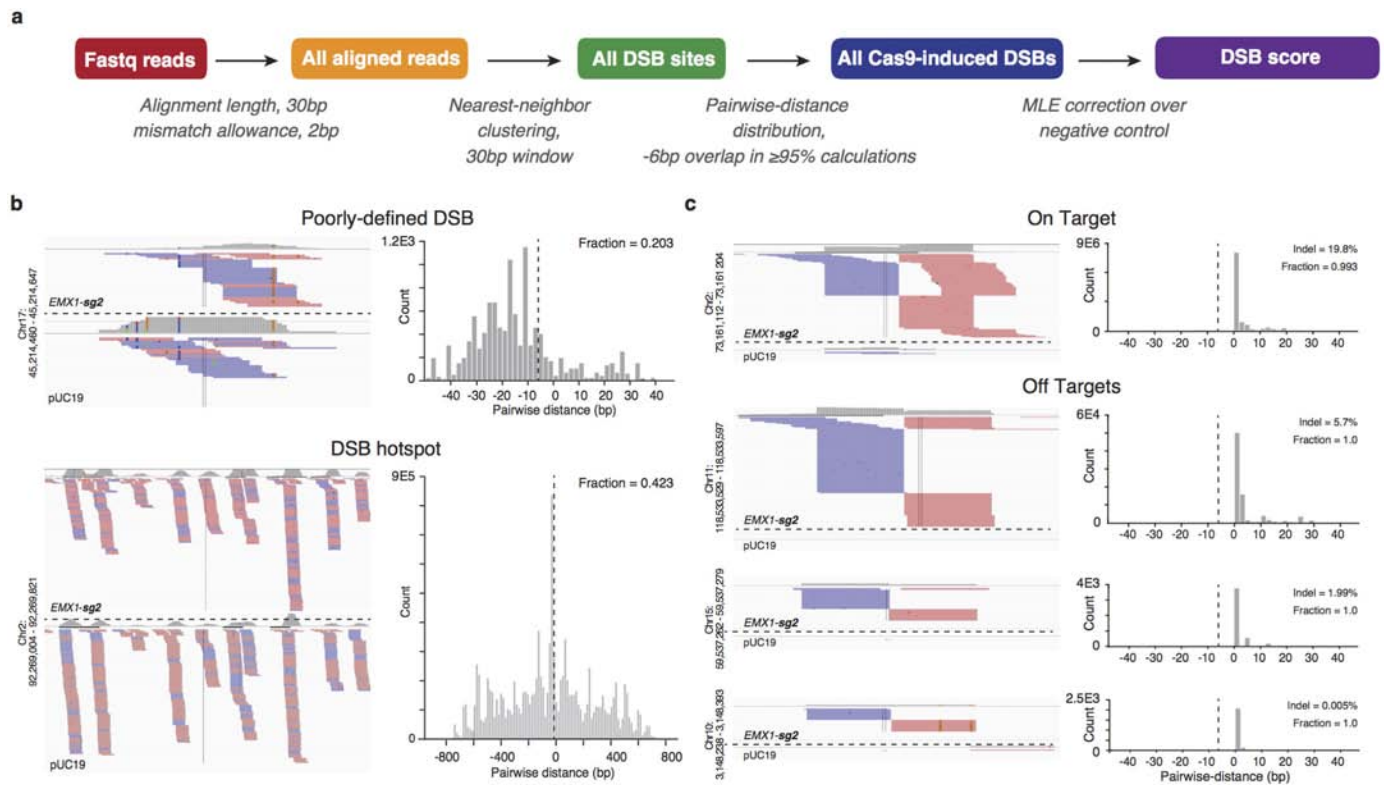 a
Fastq reads
All aligned reads
All DSB sites
All Cas9-induced DSBs
DSB score
Alignment length, 30bp
mismatch allowance, 2bp
Nearest-neighbor
clustering,
30bp window
Pairwise-distance
distribution,
-6bp overlap in ≥95% calculations
MLE correction over
negative control
b
Poorly-defined DSB
Chr17:
45,214,460 - 45,214,647
EMX1-sg2
pUC19
1.2E3
Count
0
Fraction = 0.203
-40 -30 -20 -10 0 10 20 30 40
Pairwise distance (bp)
DSB hotspot
Chr2:
92,269,004 - 92,269,821
EMX1-sg2
pUC19
9E5
Count
0
Fraction = 0.423
-800 -400 0 400 800
Pairwise distance (bp)
c
On Target
Chr2:
73,161,112 - 73,161,204
EMX1-sg2
pUC19
9E6
Count
0
Indel = 19.8%
Fraction = 0.993
-40 -30 -20 -10 0 10 20 30 40
Off Targets
Chr11:
118,533,529 - 118,533,597
EMX1-sg2
pUC19
6E4
Count
0
Indel = 5.7%
Fraction = 1.0
-40 -30 -20 -10 0 10 20 30 40
Chr15:
59,537,262 - 59,537,279
EMX1-sg2
pUC19
4E3
Count
0
Indel = 1.99%
Fraction = 1.0
-40 -30 -20 -10 0 10 20 30 40
Chr10:
3,148,236 - 3,148,393
EMX1-sg2
pUC19
2.5E3
Count
0
Indel = 0.005%
Fraction = 1.0
-40 -30 -20 -10 0 10 20 30 40
Pairwise-distance (bp)